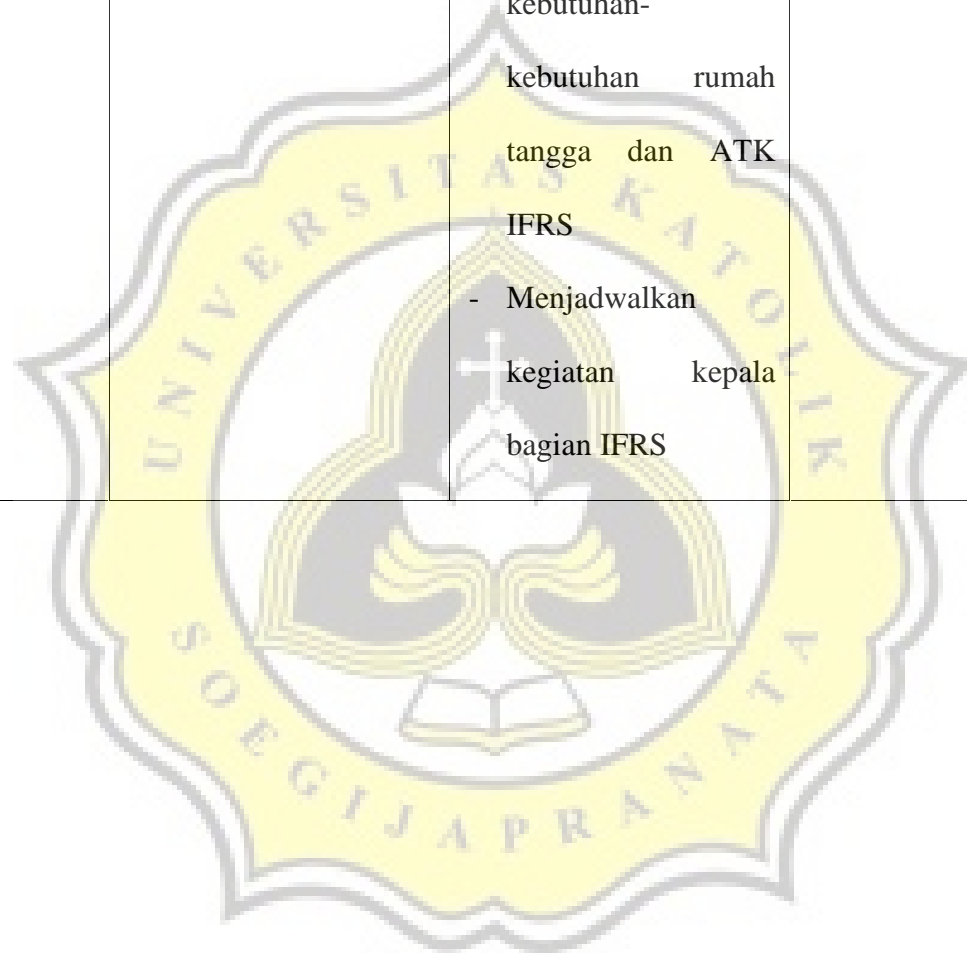 kebutuhan-
kebutuhan rumah
tangga dan ATK
IFRS
- Menjadwalkan
kegiatan kepala
bagian IFRS
UNIVERSITAS KATOLIK
SOEGIJAPRANATA